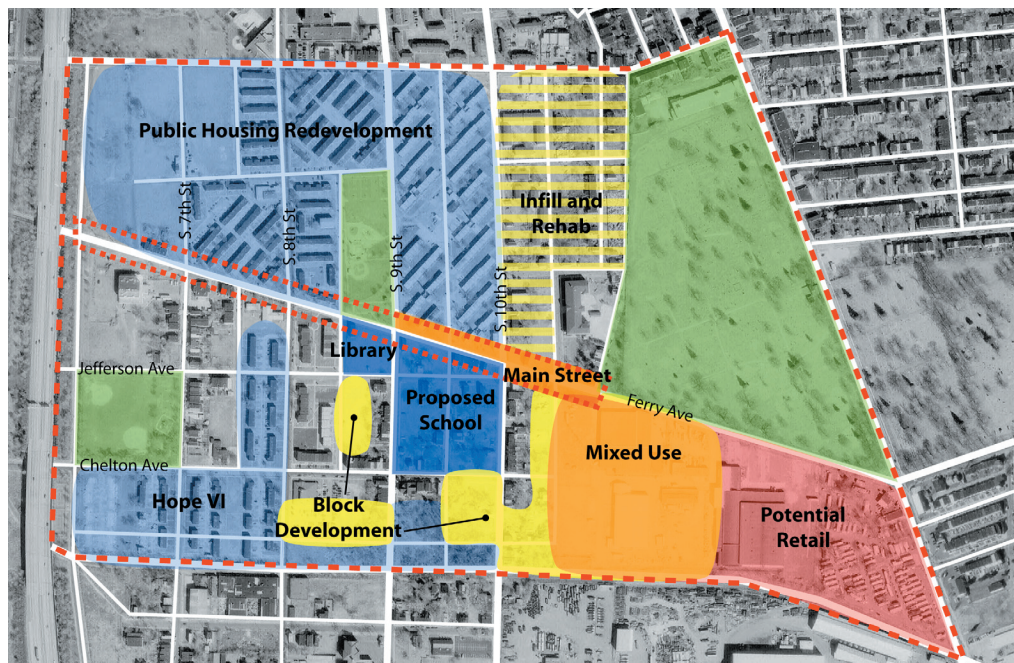 Public Housing Redevelopment
Infill and
Rehab
S. 7th St
S. 8th St
S. 9th St
S. 10th St
Library
Main Street
Jefferson Ave
Proposed
School
Ferry Ave
Mixed Use
Chelton Ave
Hope VI
Block
Development
Potential
Retail